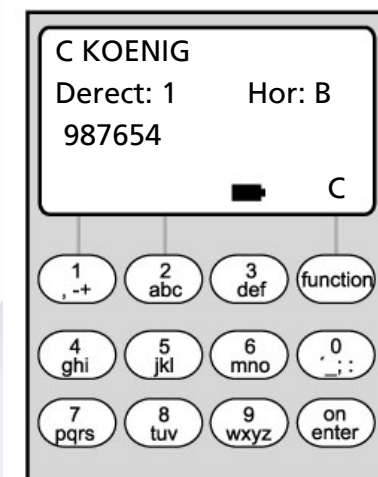 C KOENIG
Derect: 1 Hor: B
987654
C
1 2 3 function
, -+ abc def
4 5 6 0
ghi jkl mno ´_; :
7 8 9 on
pqrs tuv wxyz enter